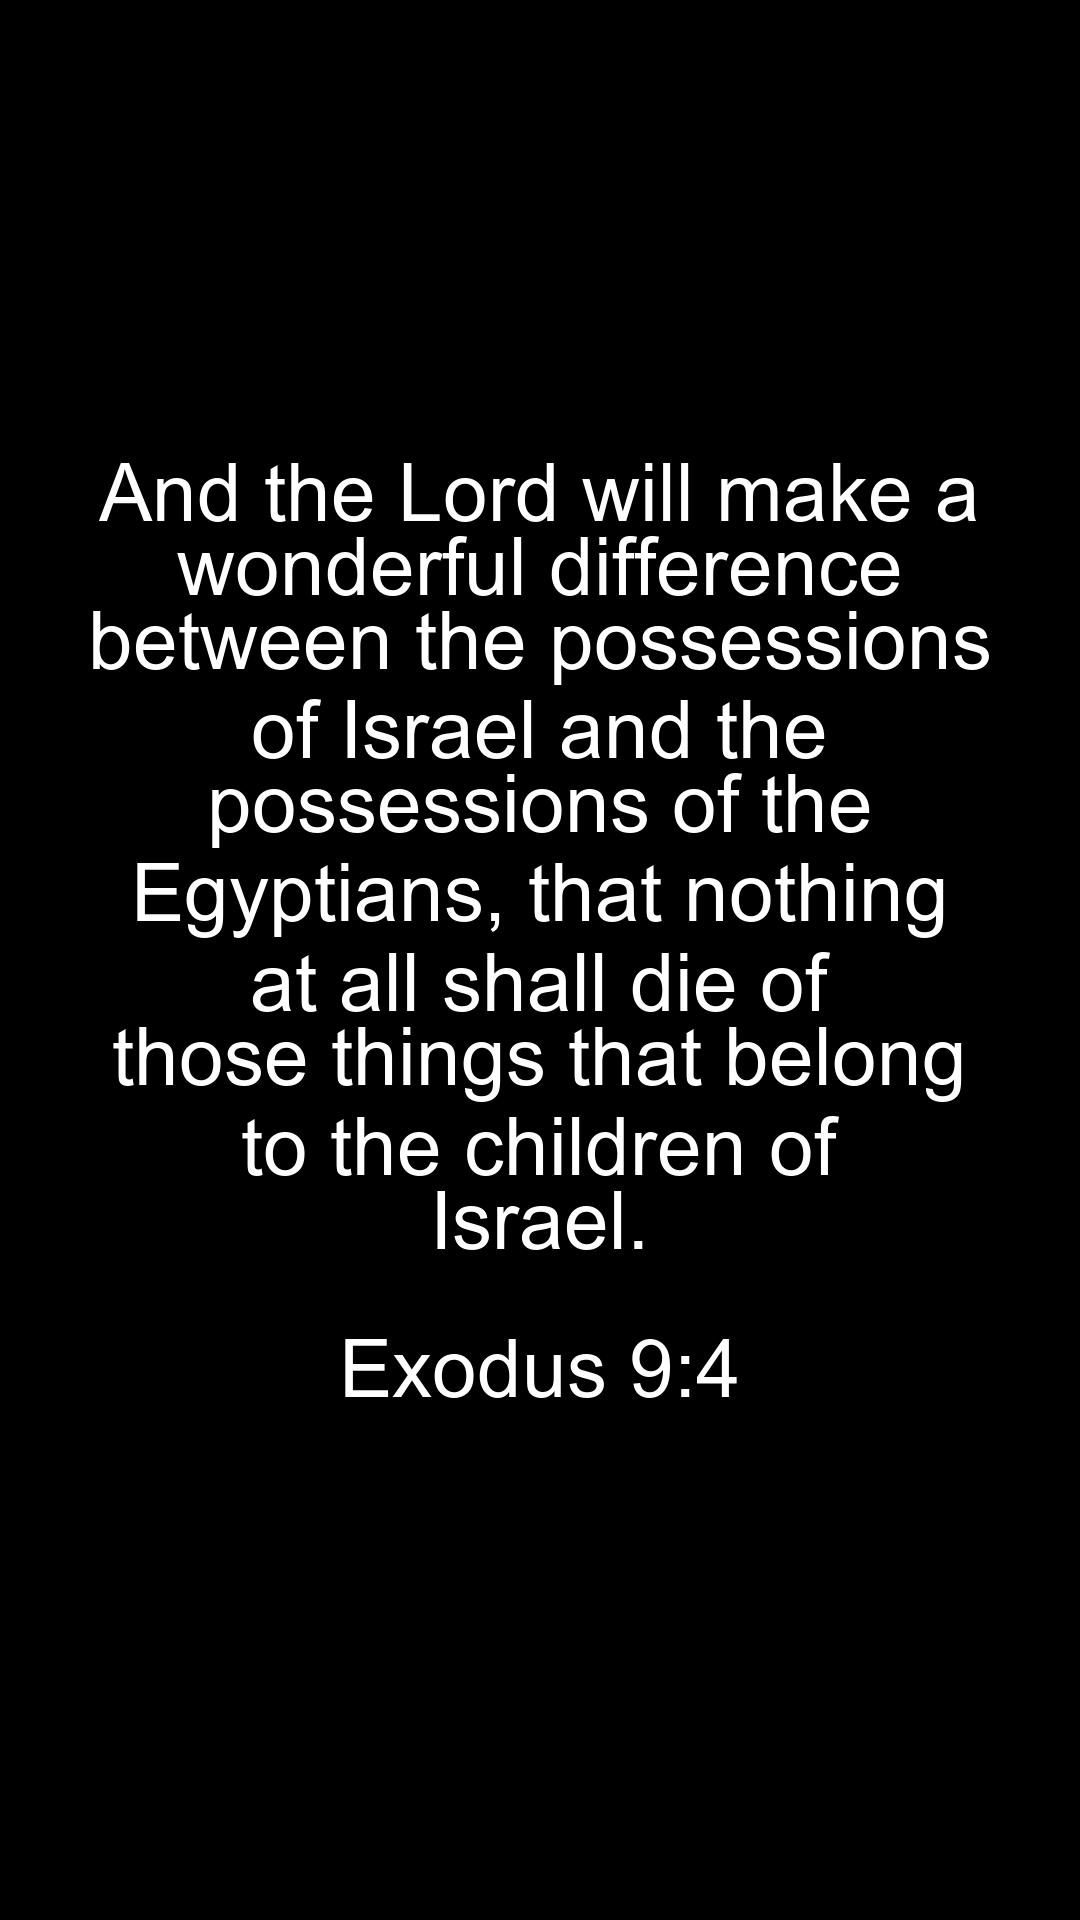 And the Lord will make a
wonderful difference
between the possessions
of Israel and the
possessions of the
Egyptians, that nothing
at all shall die of
those things that belong
to the children of
Israel.
Exodus 9:4